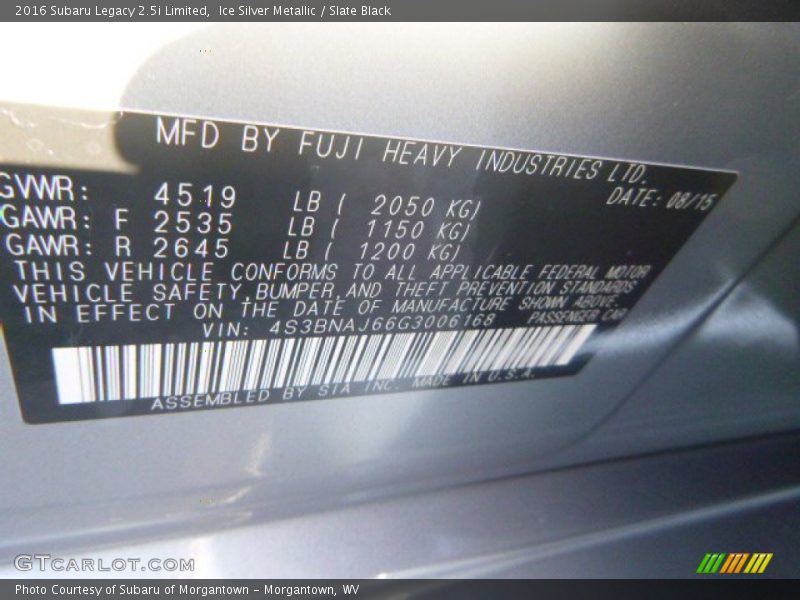 2016 Subaru Legacy 2.5i Limited,  Ice Silver Metallic / Slate Black
MFD BY FUJI HEAVY INDUSTRIES LTD.
DATE: 08/15
GVWR: 4519 LB ( 2050 KG)
GAWR: F 2535 LB ( 1150 KG)
GAWR: R 2645 LB ( 1200 KG)
THIS VEHICLE CONFORMS TO ALL APPLICABLE FEDERAL MOTOR
VEHICLE SAFETY,BUMPER,AND THEFT PREVENTION STANDARDS
IN EFFECT ON THE DATE OF MANUFACTURE SHOWN ABOVE.
VIN: 4S3BNAJ66G3006168 PASSENGER CAR
ASSEMBLED BY SIA INC. MADE IN U.S.A.
GTCARLOT.COM
Photo Courtesy of Subaru of Morgantown - Morgantown, WV